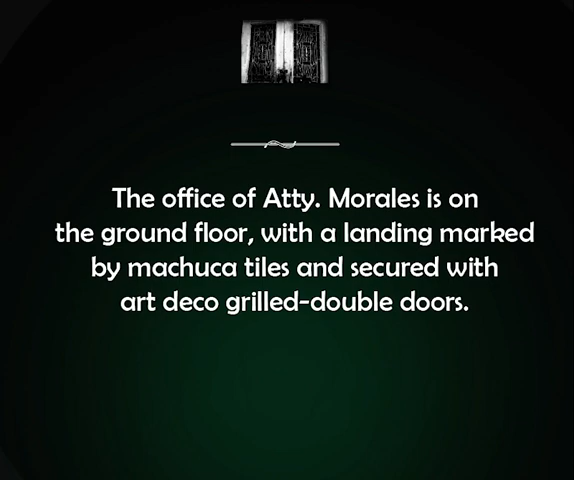 The office of Atty. Morales is on
the ground floor, with a landing marked
by machuca tiles and secured with
art deco grilled-double doors.